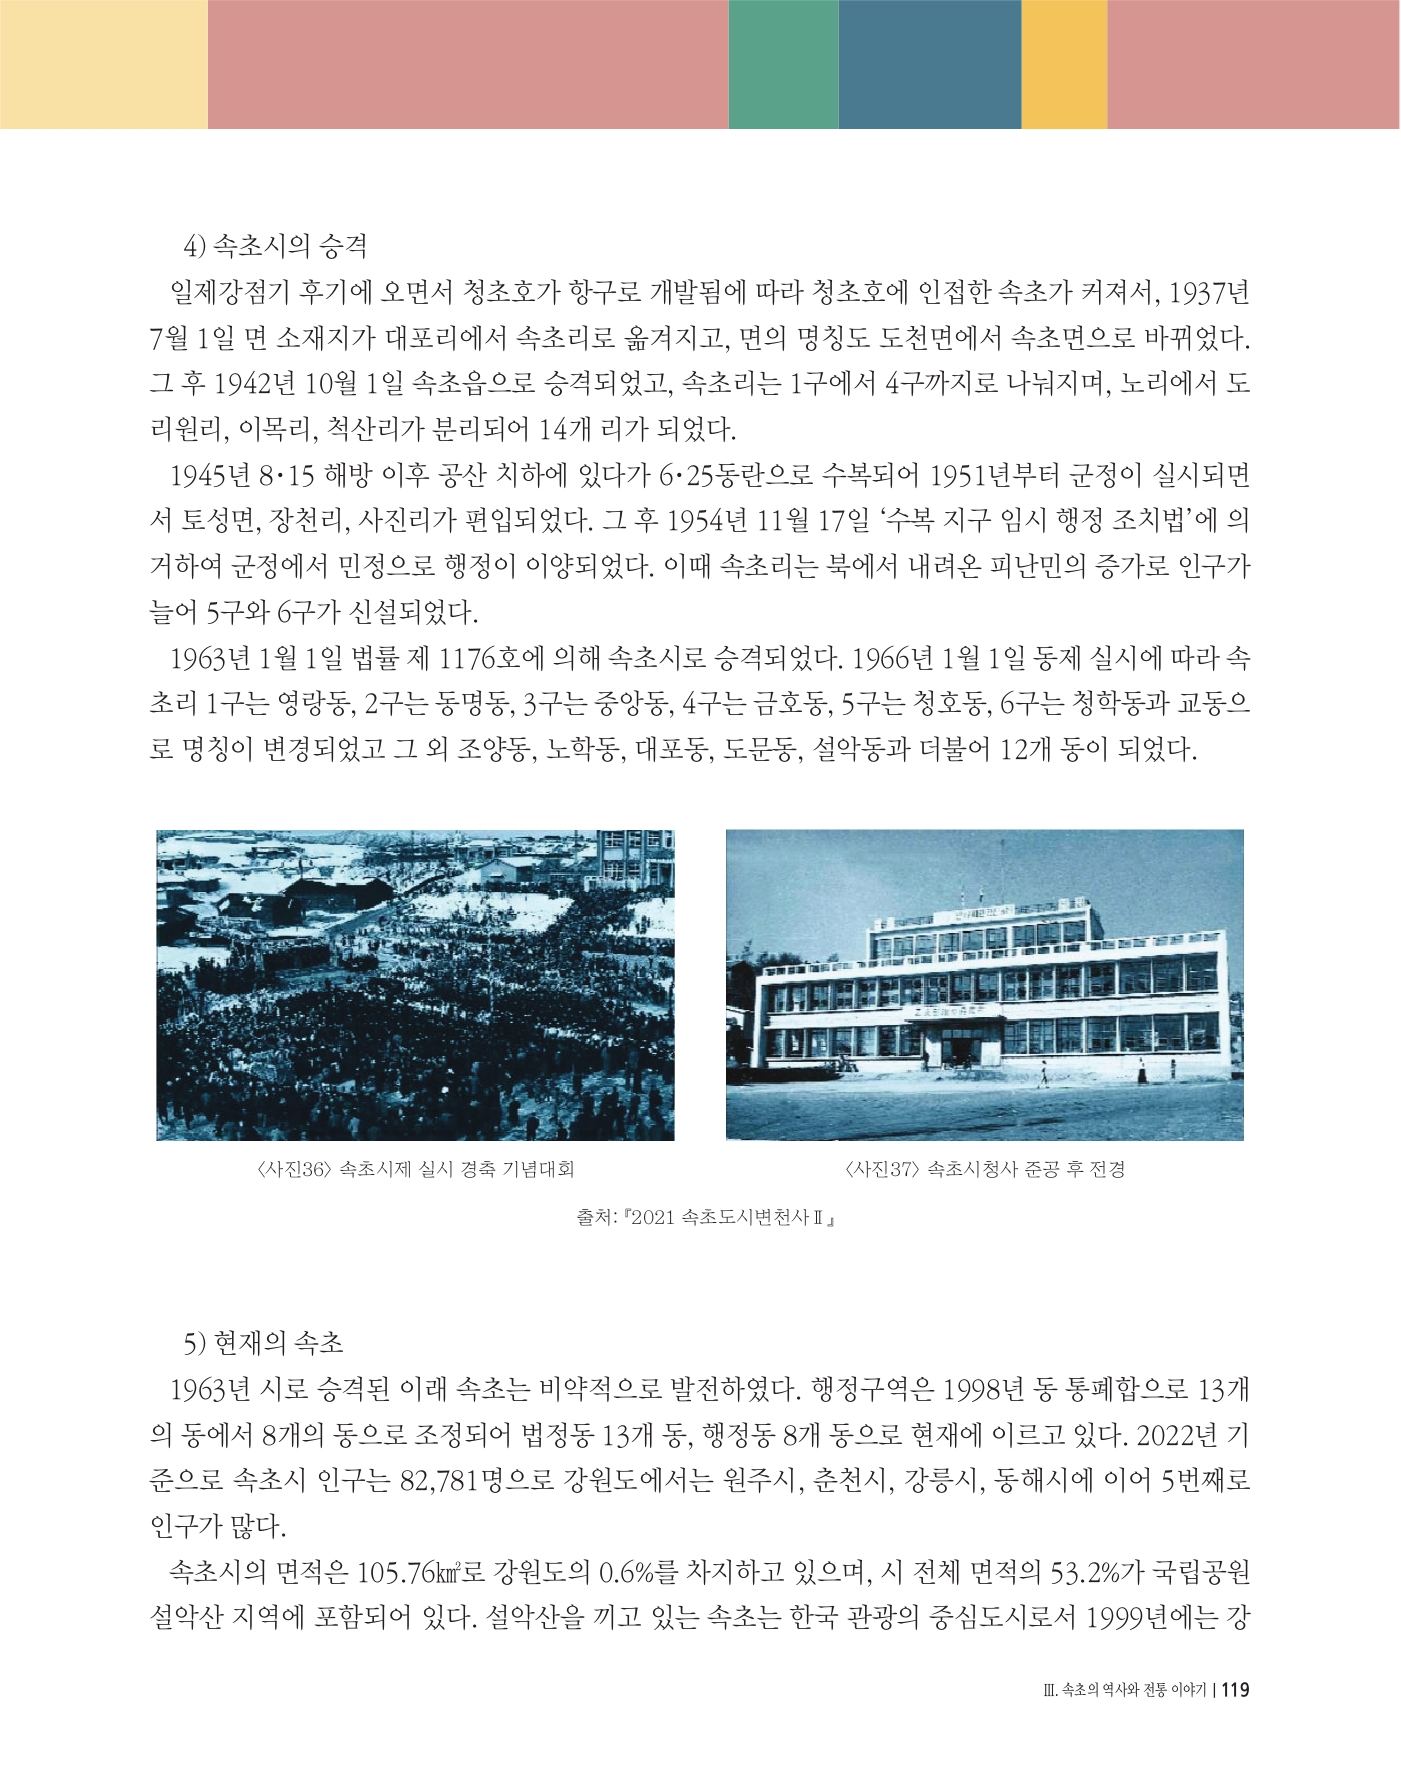 4) 속초시의 승격
일제강점기 후기에 오면서 청초호가 항구로 개발됨에 따라 청초호에 인접한 속초가 커져서, 1937년
7월 1일 면 소재지가 대포리에서 속초리로 옮겨지고, 면의 명칭도 도천면에서 속초면으로 바뀌었다.
그 후 1942년 10월 1일 속초읍으로 승격되었고, 속초리는 1구에서 4구까지로 나눠지며, 노리에서 도
리원리, 이목리, 척산리가 분리되어 14개 리가 되었다.
1945년 8·15 해방 이후 공산 치하에 있다가 6·25동란으로 수복되어 1951년부터 군정이 실시되면
서 토성면, 장천리, 사진리가 편입되었다. 그 후 1954년 11월 17일 ‘수복 지구 임시 행정 조치법’에 의
거하여 군정에서 민정으로 행정이 이양되었다. 이때 속초리는 북에서 내려온 피난민의 증가로 인구가
늘어 5구와 6구가 신설되었다.
1963년 1월 1일 법률 제 1176호에 의해 속초시로 승격되었다. 1966년 1월 1일 동제 실시에 따라 속
초리 1구는 영랑동, 2구는 동명동, 3구는 중앙동, 4구는 금호동, 5구는 청호동, 6구는 청학동과 교동으
로 명칭이 변경되었고 그 외 조양동, 노학동, 대포동, 도문동, 설악동과 더불어 12개 동이 되었다.
〈사진36〉 속초시제 실시 경축 기념대회
〈사진37〉 속초시청사 준공 후 전경
출처:『2021 속초도시변천사Ⅱ』
5) 현재의 속초
1963년 시로 승격된 이래 속초는 비약적으로 발전하였다. 행정구역은 1998년 동 통폐합으로 13개
의 동에서 8개의 동으로 조정되어 법정동 13개 동, 행정동 8개 동으로 현재에 이르고 있다. 2022년 기
준으로 속초시 인구는 82,781명으로 강원도에서는 원주시, 춘천시, 강릉시, 동해시에 이어 5번째로
인구가 많다.
속초시의 면적은 105.76㎢로 강원도의 0.6%를 차지하고 있으며, 시 전체 면적의 53.2%가 국립공원
설악산 지역에 포함되어 있다. 설악산을 끼고 있는 속초는 한국 관광의 중심도시로서 1999년에는 강
Ⅲ. 속초의 역사와 전통 이야기 | 119